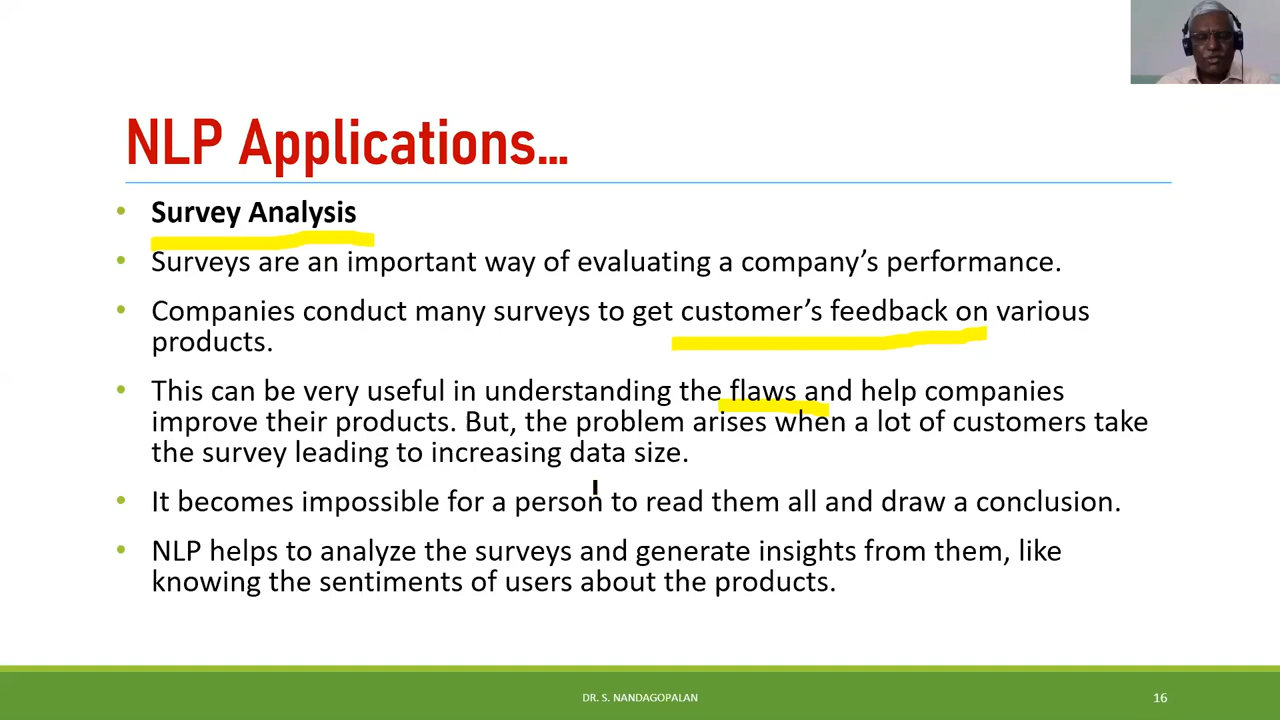 NLP Applications...
• Survey Analysis
• Surveys are an important way of evaluating a company’s performance.
• Companies conduct many surveys to get customer’s feedback on various
products.
• This can be very useful in understanding the flaws and help companies
improve their products. But, the problem arises when a lot of customers take
the survey leading to increasing data size.
• It becomes impossible for a person to read them all and draw a conclusion.
• NLP helps to analyze the surveys and generate insights from them, like
knowing the sentiments of users about the products.
DR. S. NANDAGOPALAN
16